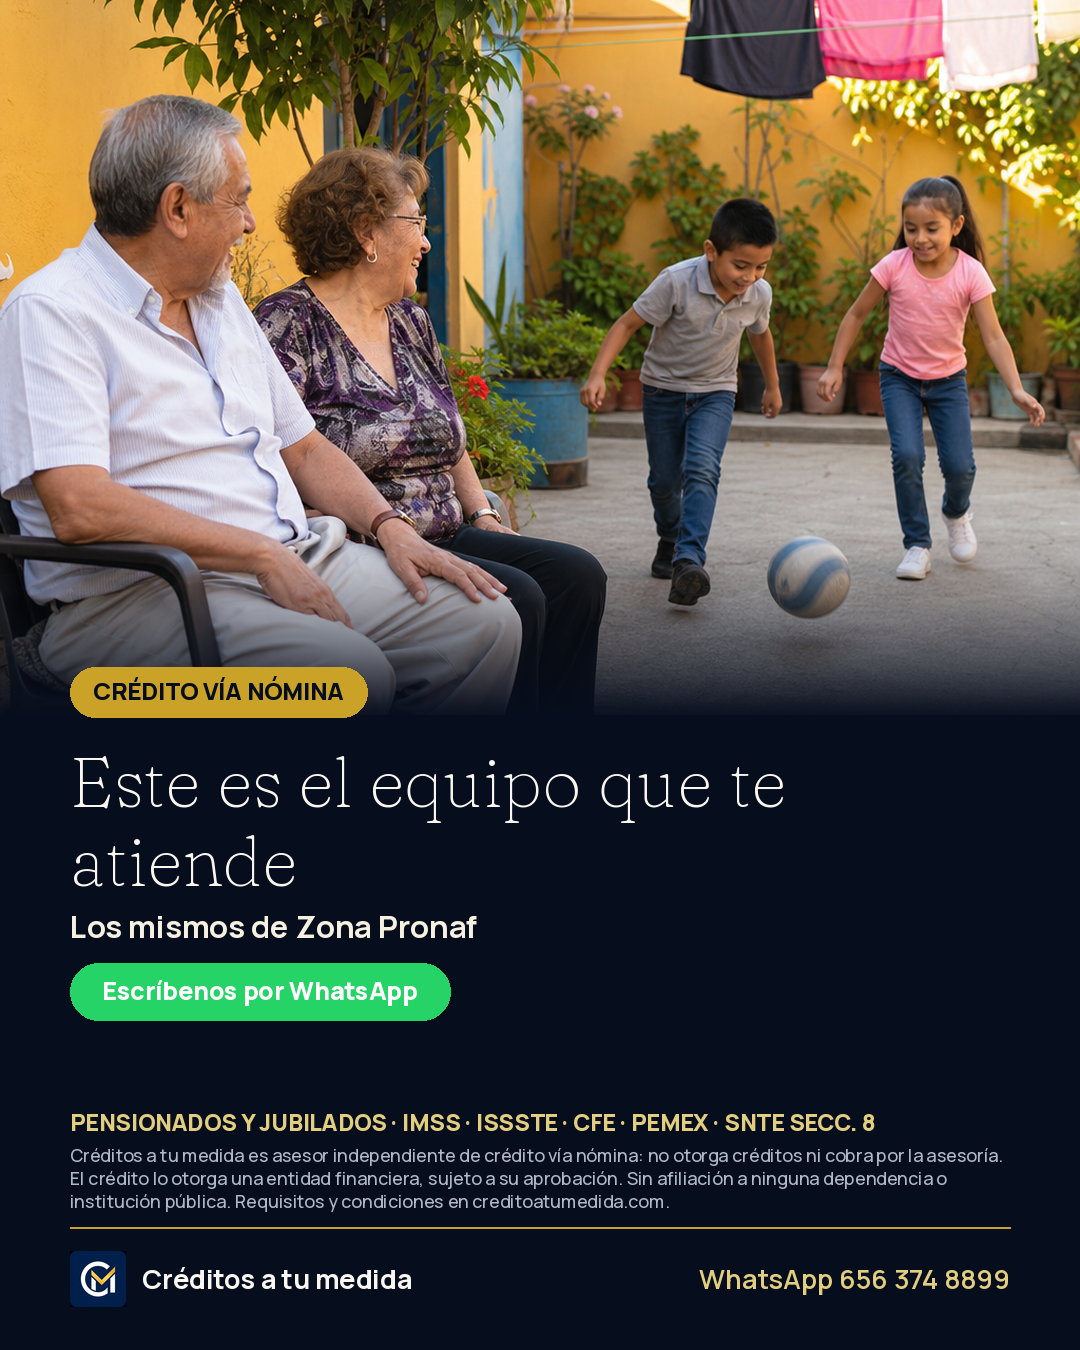 CRÉDITO VÍA NÓMINA
Este es el equipo que te
atiende
Los mismos de Zona Pronaf
Escríbenos por WhatsApp
PENSIONADOS Y JUBILADOS · IMSS · ISSSTE · CFE · PEMEX · SNTE SECC. 8
Créditos a tu medida es asesor independiente de crédito vía nómina: no otorga créditos ni cobra por la asesoría.
El crédito lo otorga una entidad financiera, sujeto a su aprobación. Sin afiliación a ninguna dependencia o
institución pública. Requisitos y condiciones en creditoatumedida.com.
Créditos a tu medida
WhatsApp 656 374 8899